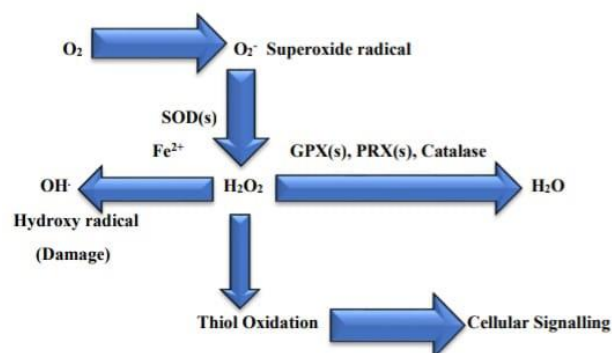 O₂
O₂⁻ Superoxide radical
SOD(s)
Fe²⁺
GPX(s), PRX(s), Catalase
OH·
H₂O₂
H₂O
Hydroxy radical
(Damage)
Thiol Oxidation
Cellular Signalling